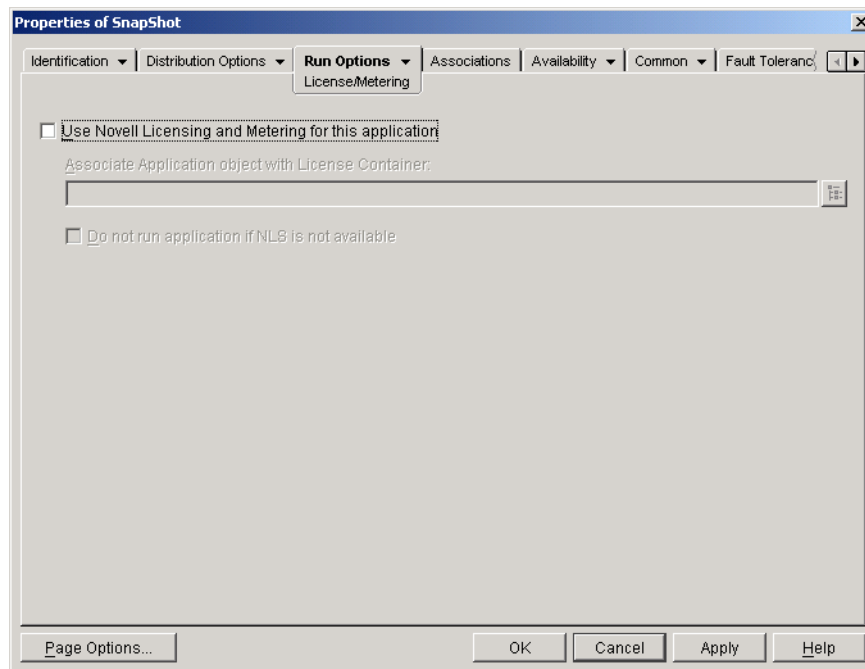 Properties of SnapShot
Identification Distribution Options Run Options Associations Availability Common Fault Toleranc
License/Metering
Use Novell Licensing and Metering for this application
Associate Application object with License Container:
Do not run application if NLS is not available
Page Options... OK Cancel Apply Help